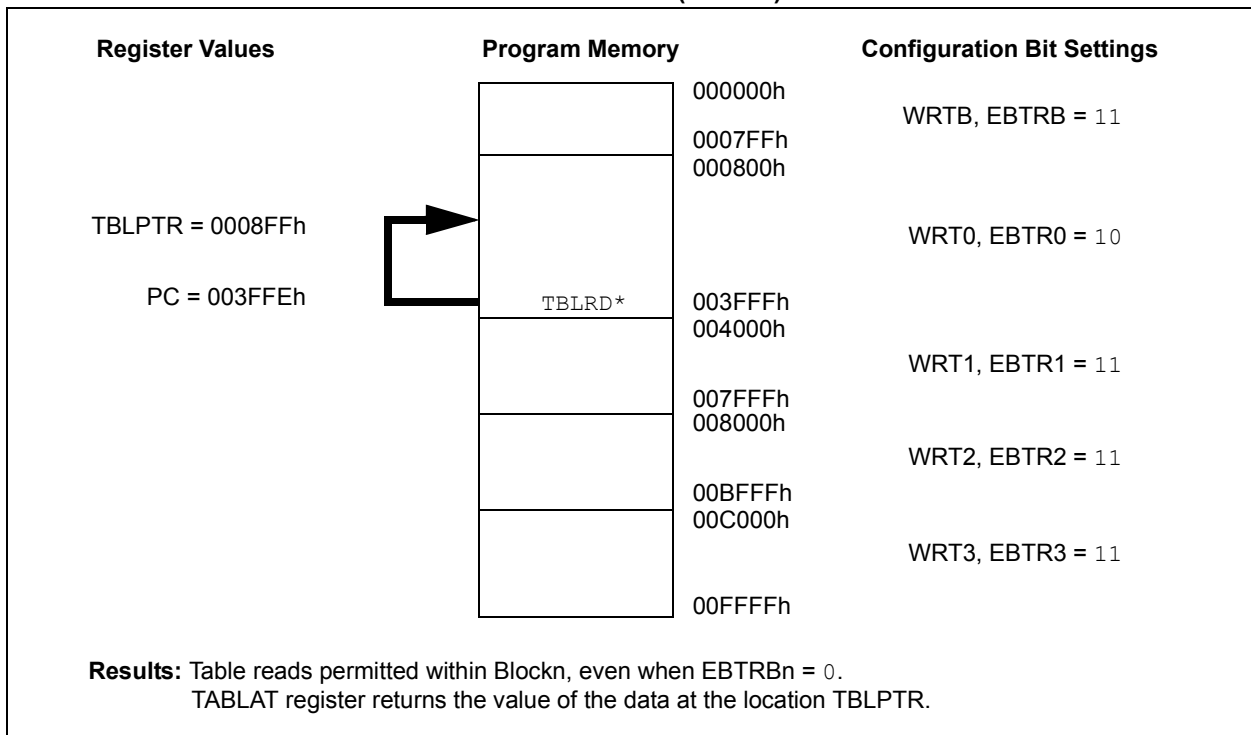 Register Values Program Memory Configuration Bit Settings
000000h
WRTB, EBTRB = 11
0007FFh
000800h
TBLPTR = 0008FFh
WRT0, EBTR0 = 10
PC = 003FFEh
TBLRD*
003FFFh
004000h
WRT1, EBTR1 = 11
007FFFh
008000h
WRT2, EBTR2 = 11
00BFFFh
00C000h
WRT3, EBTR3 = 11
00FFFFh
Results: Table reads permitted within Blockn, even when EBTRBn = 0.
TABLAT register returns the value of the data at the location TBLPTR.